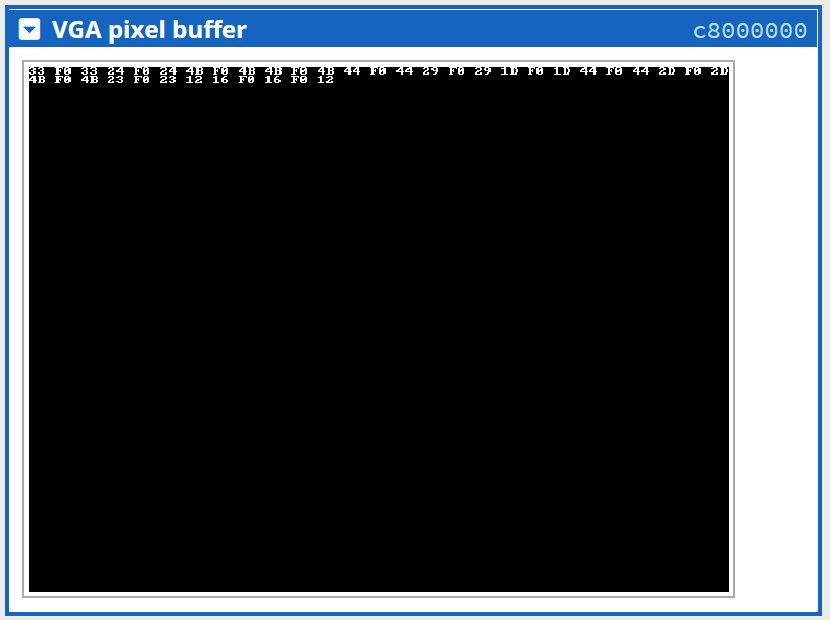 VGA pixel buffer
c8000000
33 F0 33 24 F0 24 4B F0 4B 4B F0 4B 44 F0 44 29 F0 29 1D F0 1D 44 F0 44 2D F0 2D
4B F0 4B 23 F0 23 12 16 F0 16 F0 12